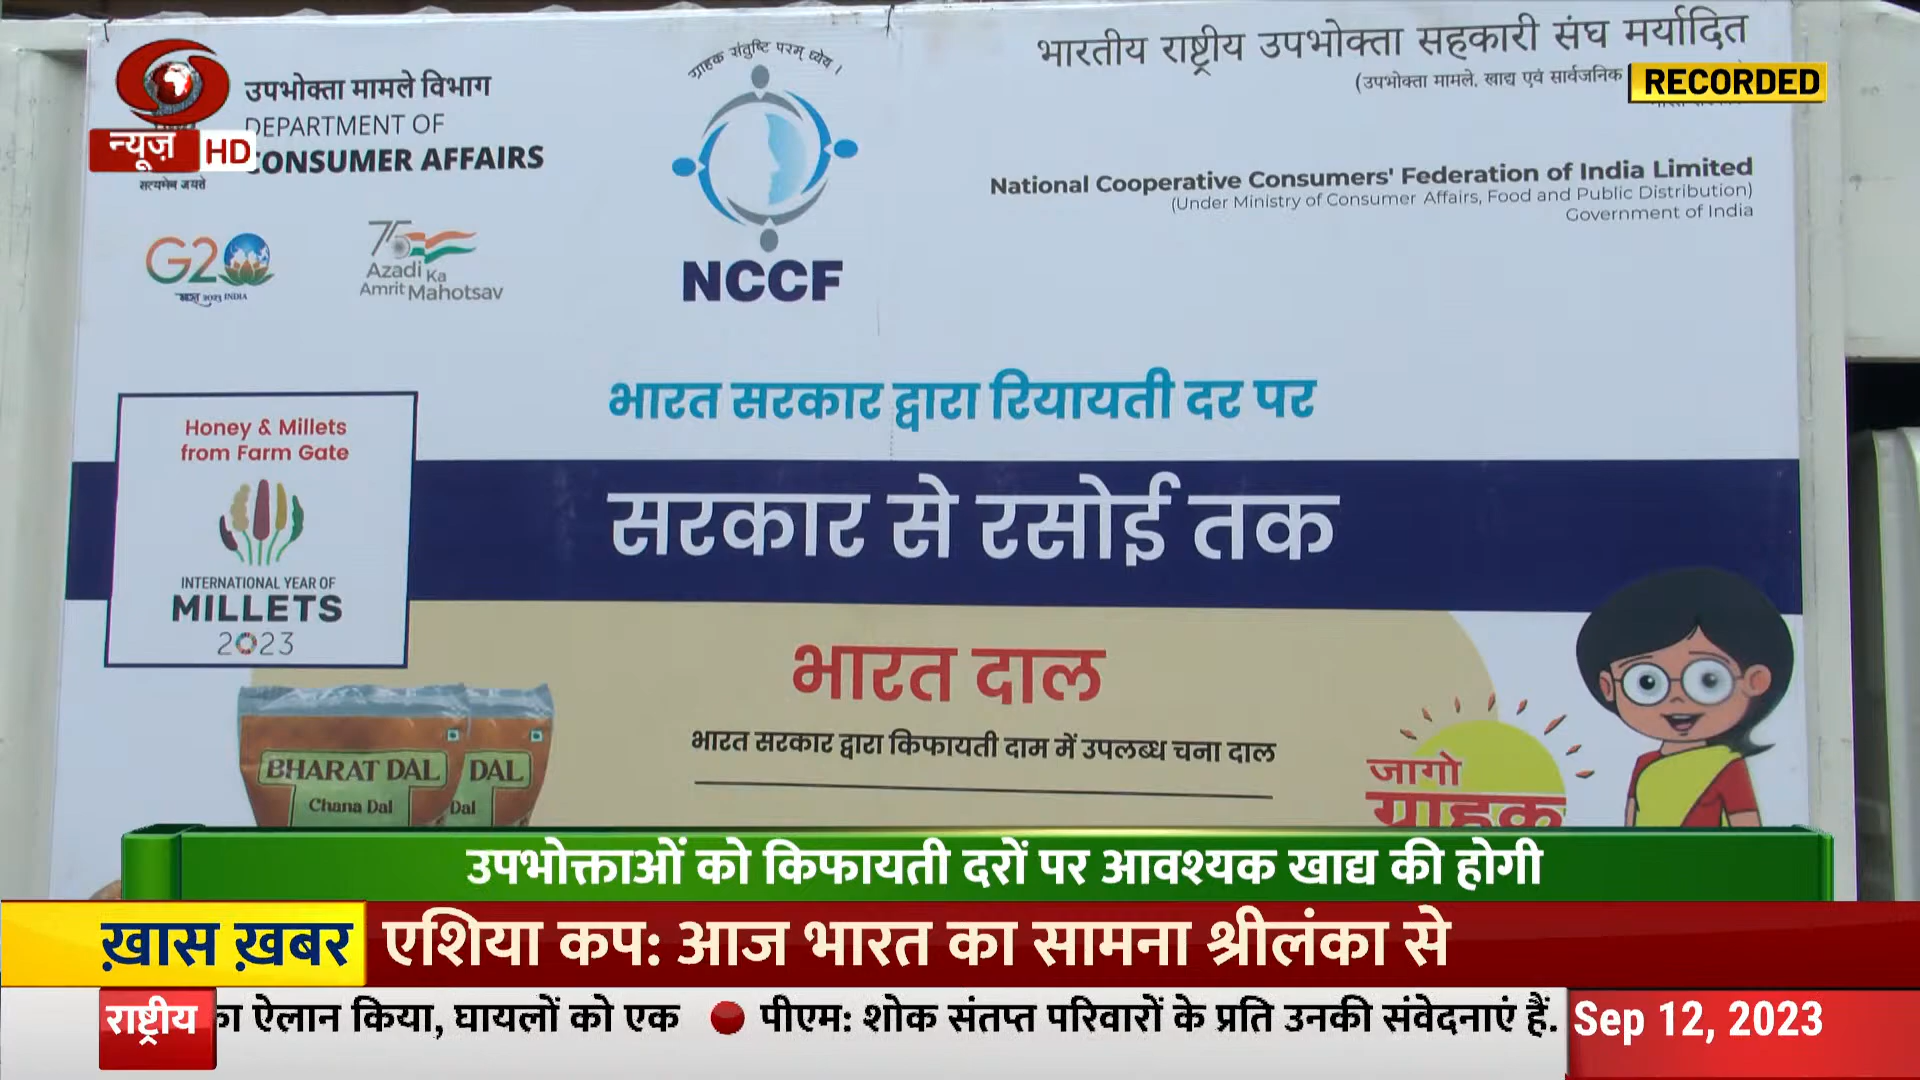 न्यूज़ HD
उपभोक्ता मामले विभाग
DEPARTMENT OF
CONSUMER AFFAIRS
सत्यमेव जयते
G20
भारत 2023 INDIA
75
Azadi Ka
Amrit Mahotsav
ग्राहक संतुष्टि परम् ध्येय।
NCCF
भारतीय राष्ट्रीय उपभोक्ता सहकारी संघ मर्यादित
(उपभोक्ता मामले, खाद्य एवं सार्वजनिक
RECORDED
National Cooperative Consumers' Federation of India Limited
(Under Ministry of Consumer Affairs, Food and Public Distribution)
Government of India
भारत सरकार द्वारा रियायती दर पर
Honey & Millets
from Farm Gate
INTERNATIONAL YEAR OF
MILLETS
2023
सरकार से रसोई तक
भारत दाल
भारत सरकार द्वारा किफायती दाम में उपलब्ध चना दाल
BHARAT DAL
Chana Dal
DAL
Dal
जागो
ग्राहक
उपभोक्ताओं को किफायती दरों पर आवश्यक खाद्य की होगी
ख़ास ख़बर
एशिया कप: आज भारत का सामना श्रीलंका से
राष्ट्रीय
का ऐलान किया, घायलों को एक ● पीएम: शोक संतप्त परिवारों के प्रति उनकी संवेदनाएं हैं.
Sep 12, 2023